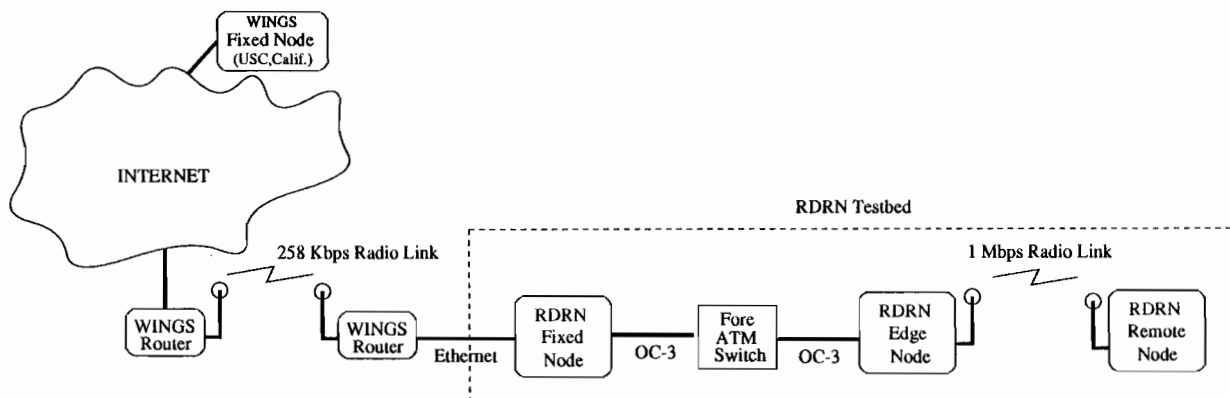 WINGS
Fixed Node
(USC,Calif.)
INTERNET
RDRN Testbed
258 Kbps Radio Link
1 Mbps Radio Link
WINGS
Router
WINGS
Router
Ethernet
RDRN
Fixed
Node
OC-3
Fore
ATM
Switch
OC-3
RDRN
Edge
Node
RDRN
Remote
Node